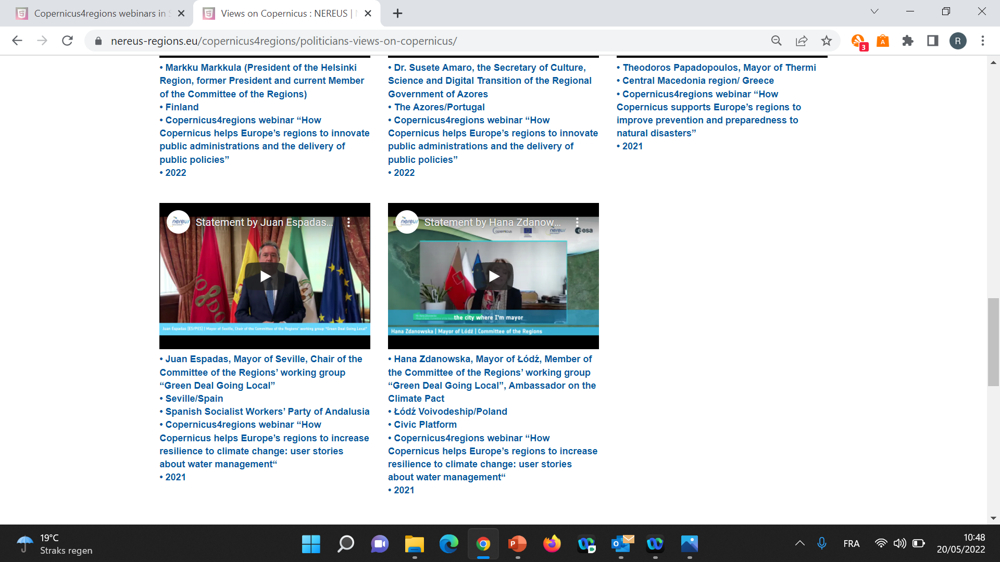 Copernicus4regions webinars in S
Views on Copernicus : NEREUS |
nereus-regions.eu/copernicus4regions/politicians-views-on-copernicus/
3
A
R
• Markku Markkula (President of the Helsinki
Region, former President and current Member
of the Committee of the Regions)
• Finland
• Copernicus4regions webinar “How
Copernicus helps Europe’s regions to innovate
public administrations and the delivery of
public policies”
• 2022
• Dr. Susete Amaro, the Secretary of Culture,
Science and Digital Transition of the Regional
Government of Azores
• The Azores/Portugal
• Copernicus4regions webinar “How
Copernicus helps Europe’s regions to innovate
public administrations and the delivery of
public policies”
• 2022
• Theodoros Papadopoulos, Mayor of Thermi
• Central Macedonia region/ Greece
• Copernicus4regions webinar “How
Copernicus supports Europe’s regions to
improve prevention and preparedness to
natural disasters”
• 2021
nereus
Statement by Juan Espadas...
NO8DO
Juan Espadas (ES/PES) | Mayor of Seville, Chair of the Committee of the Regions' working group "Green Deal Going Local"
nereus
Statement by Hana Zdanow...
opernicus
nereus
esa
the city where I'm mayor
Hana Zdanowska | Mayor of Łódź | Committee of the Regions
• Juan Espadas, Mayor of Seville, Chair of the
Committee of the Regions’ working group
“Green Deal Going Local”
• Seville/Spain
• Spanish Socialist Workers’ Party of Andalusia
• Copernicus4regions webinar “How
Copernicus helps Europe’s regions to increase
resilience to climate change: user stories
about water management“
• 2021
• Hana Zdanowska, Mayor of Łódź, Member of
the Committee of the Regions’ working group
“Green Deal Going Local”, Ambassador on the
Climate Pact
• Łódź Voivodeship/Poland
• Civic Platform
• Copernicus4regions webinar “How
Copernicus helps Europe’s regions to increase
resilience to climate change: user stories
about water management“
• 2021
19°C
Straks regen
FRA
10:48
20/05/2022